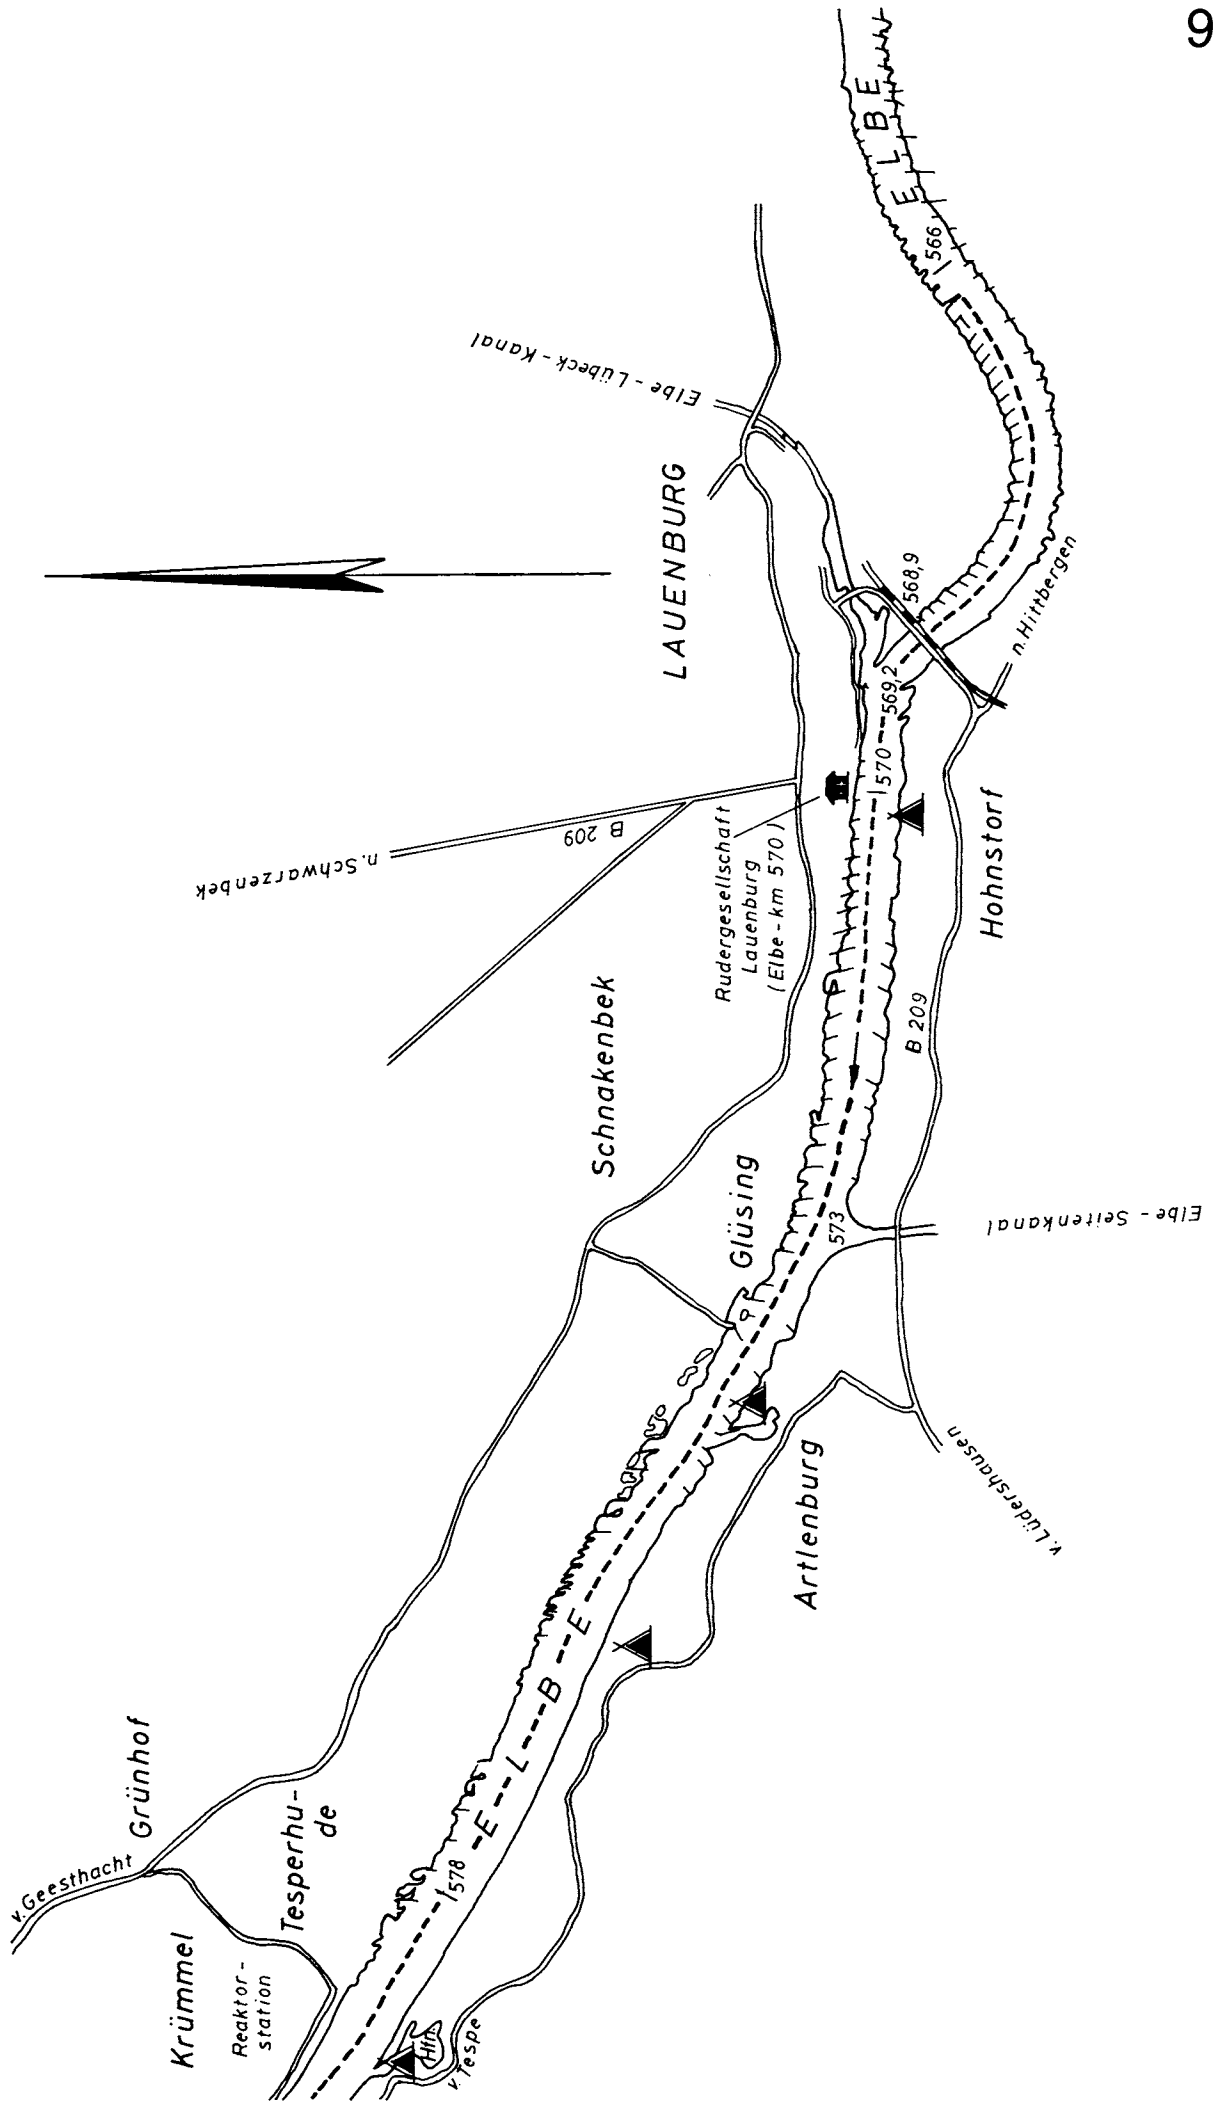 9
ELBE
566
Elbe-Lübeck-Kanal
LAUENBURG
568,9
n. Hittbergen
569,2
570
n. Schwarzenbek
B 209
Rudergesellschaft
Lauenburg
(Elbe-km 570)
Hohnstorf
Schnakenbek
B 209
Glüsing
573
Elbe-Seitenkanal
v. Lüdershausen
Artlenburg
ELBE
Grünhof
v. Geesthacht
Tesperhu-
de
578
Krümmel
Reaktor-
station
Hfn.
v. Tespe